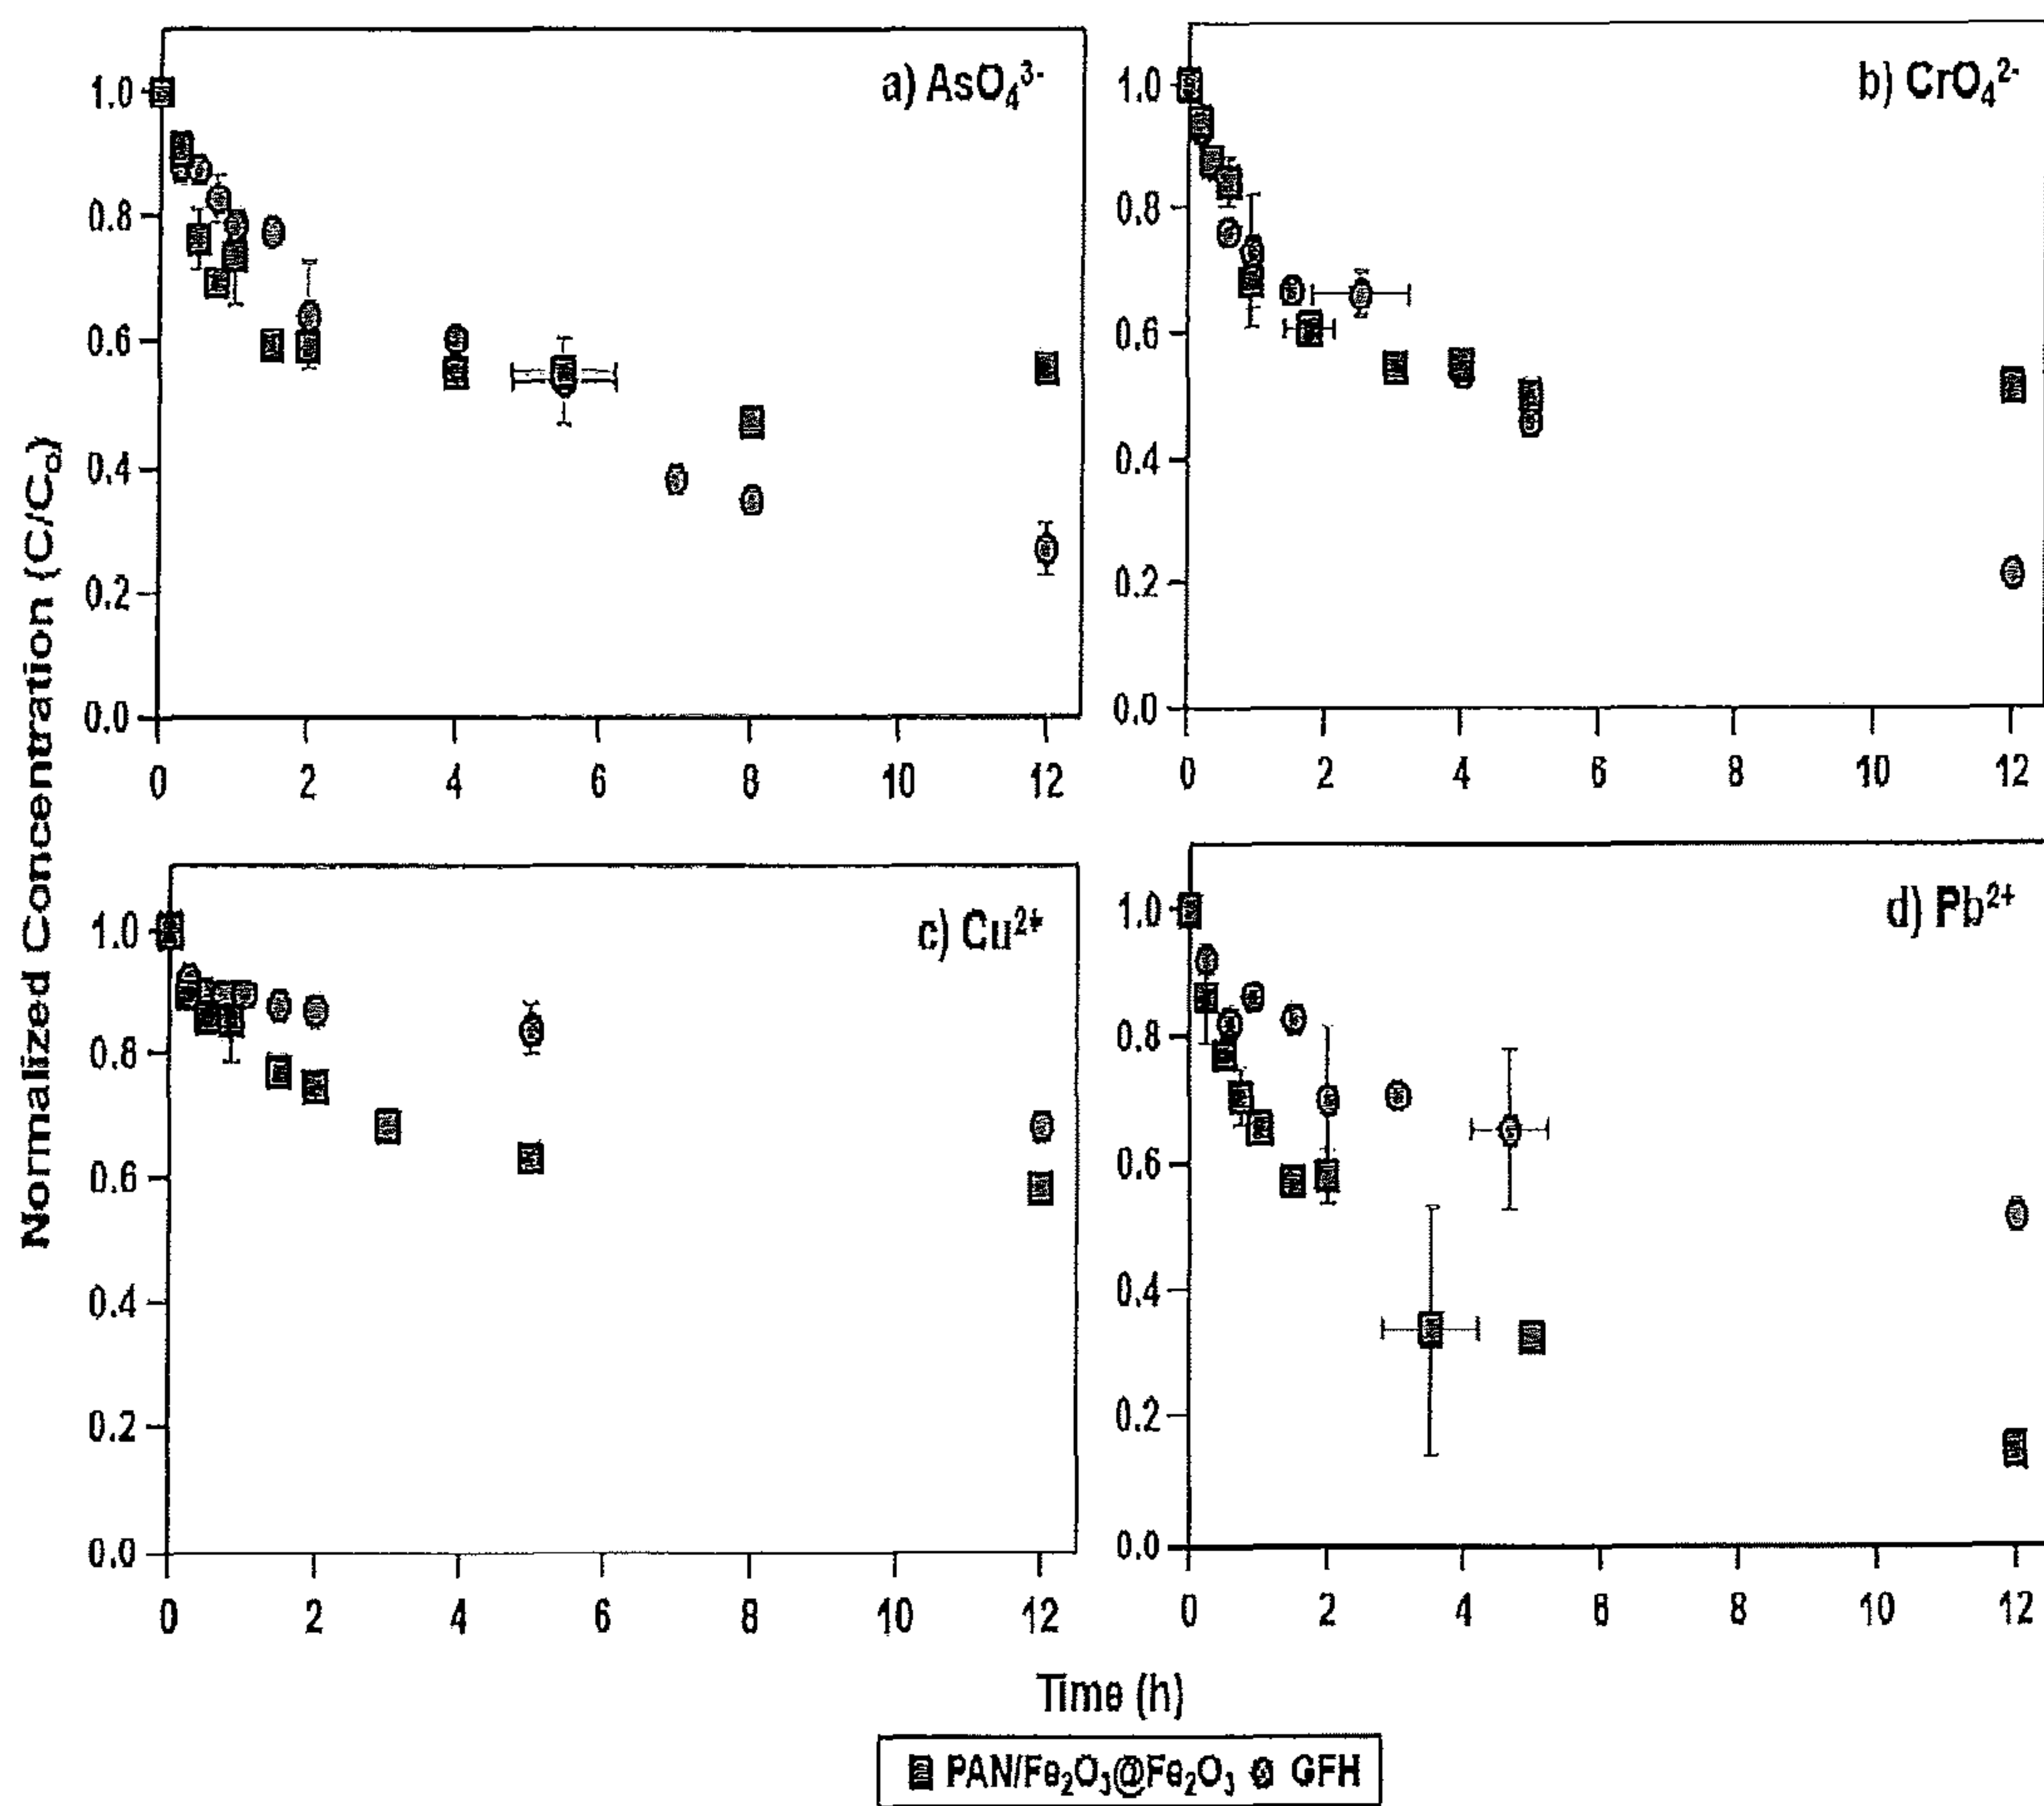 Normalized Concentration (C/C₀)
a) AsO₄³⁻
1.0
0.8
0.6
0.4
0.2
0.0
0 2 4 6 8 10 12
b) CrO₄²⁻
1.0
0.8
0.6
0.4
0.2
0.0
0 2 4 6 8 10 12
c) Cu²⁺
1.0
0.8
0.6
0.4
0.2
0.0
0 2 4 6 8 10 12
d) Pb²⁺
1.0
0.8
0.6
0.4
0.2
0.0
0 2 4 6 8 10 12
Time (h)
PAN/Fe₂O₃@Fe₂O₃ GFH